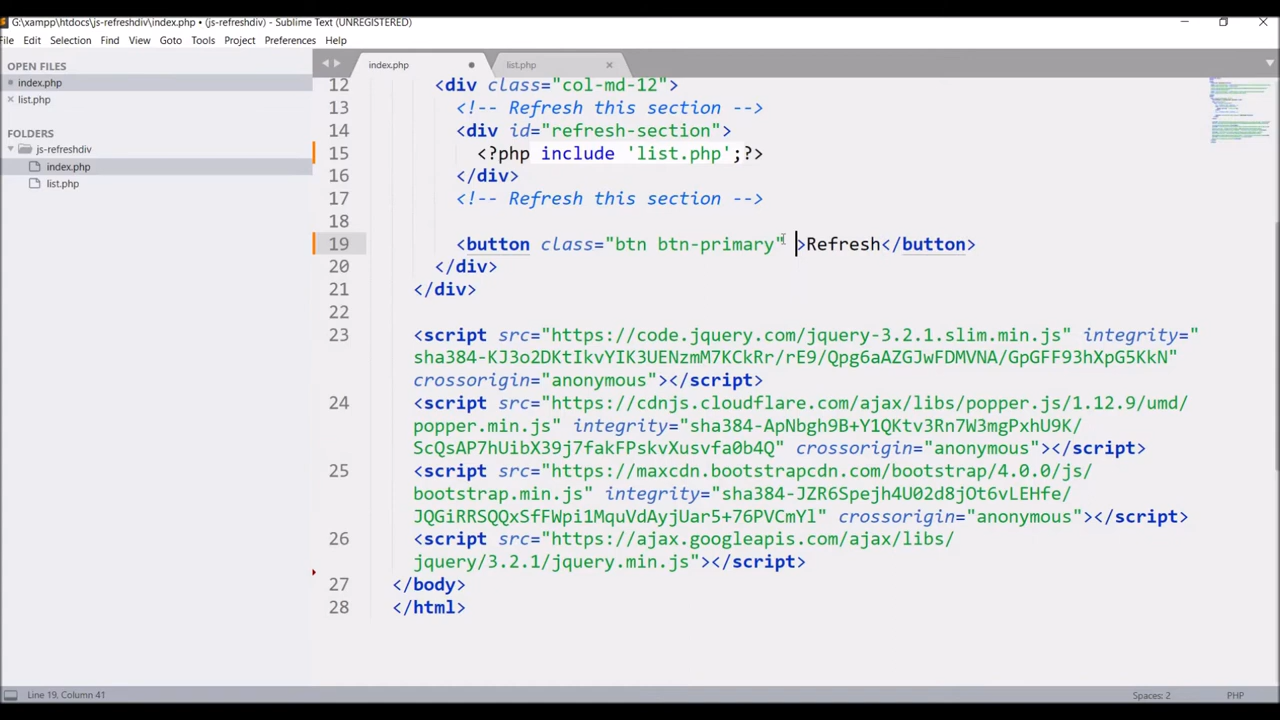 G:\xampp\htdocs\js-refreshdiv\index.php • (js-refreshdiv) - Sublime Text (UNREGISTERED)
File Edit Selection Find View Goto Tools Project Preferences Help
OPEN FILES
index.php
list.php
FOLDERS
js-refreshdiv
index.php
list.php
index.php list.php
12 <div class="col-md-12">
13 <!-- Refresh this section -->
14 <div id="refresh-section">
15 <?php include 'list.php';?>
16 </div>
17 <!-- Refresh this section -->
18
19 <button class="btn btn-primary" >Refresh</button>
20 </div>
21 </div>
22
23 <script src="https://code.jquery.com/jquery-3.2.1.slim.min.js" integrity="
sha384-KJ3o2DKtIkvYIK3UENzmM7KCkRr/rE9/Qpg6aAZGJwFDMVNA/GpGFF93hXpG5KkN"
crossorigin="anonymous"></script>
24 <script src="https://cdnjs.cloudflare.com/ajax/libs/popper.js/1.12.9/umd/
popper.min.js" integrity="sha384-ApNbgh9B+Y1QKtv3Rn7W3mgPxhU9K/
ScQsAP7hUibX39j7fakFPskvXusvfa0b4Q" crossorigin="anonymous"></script>
25 <script src="https://maxcdn.bootstrapcdn.com/bootstrap/4.0.0/js/
bootstrap.min.js" integrity="sha384-JZR6Spejh4U02d8jOt6vLEHfe/
JQGiRRSQQxSfFWpi1MquVdAyjUar5+76PVCmYl" crossorigin="anonymous"></script>
26 <script src="https://ajax.googleapis.com/ajax/libs/
jquery/3.2.1/jquery.min.js"></script>
27 </body>
28 </html>
Line 19, Column 41 Spaces: 2 PHP